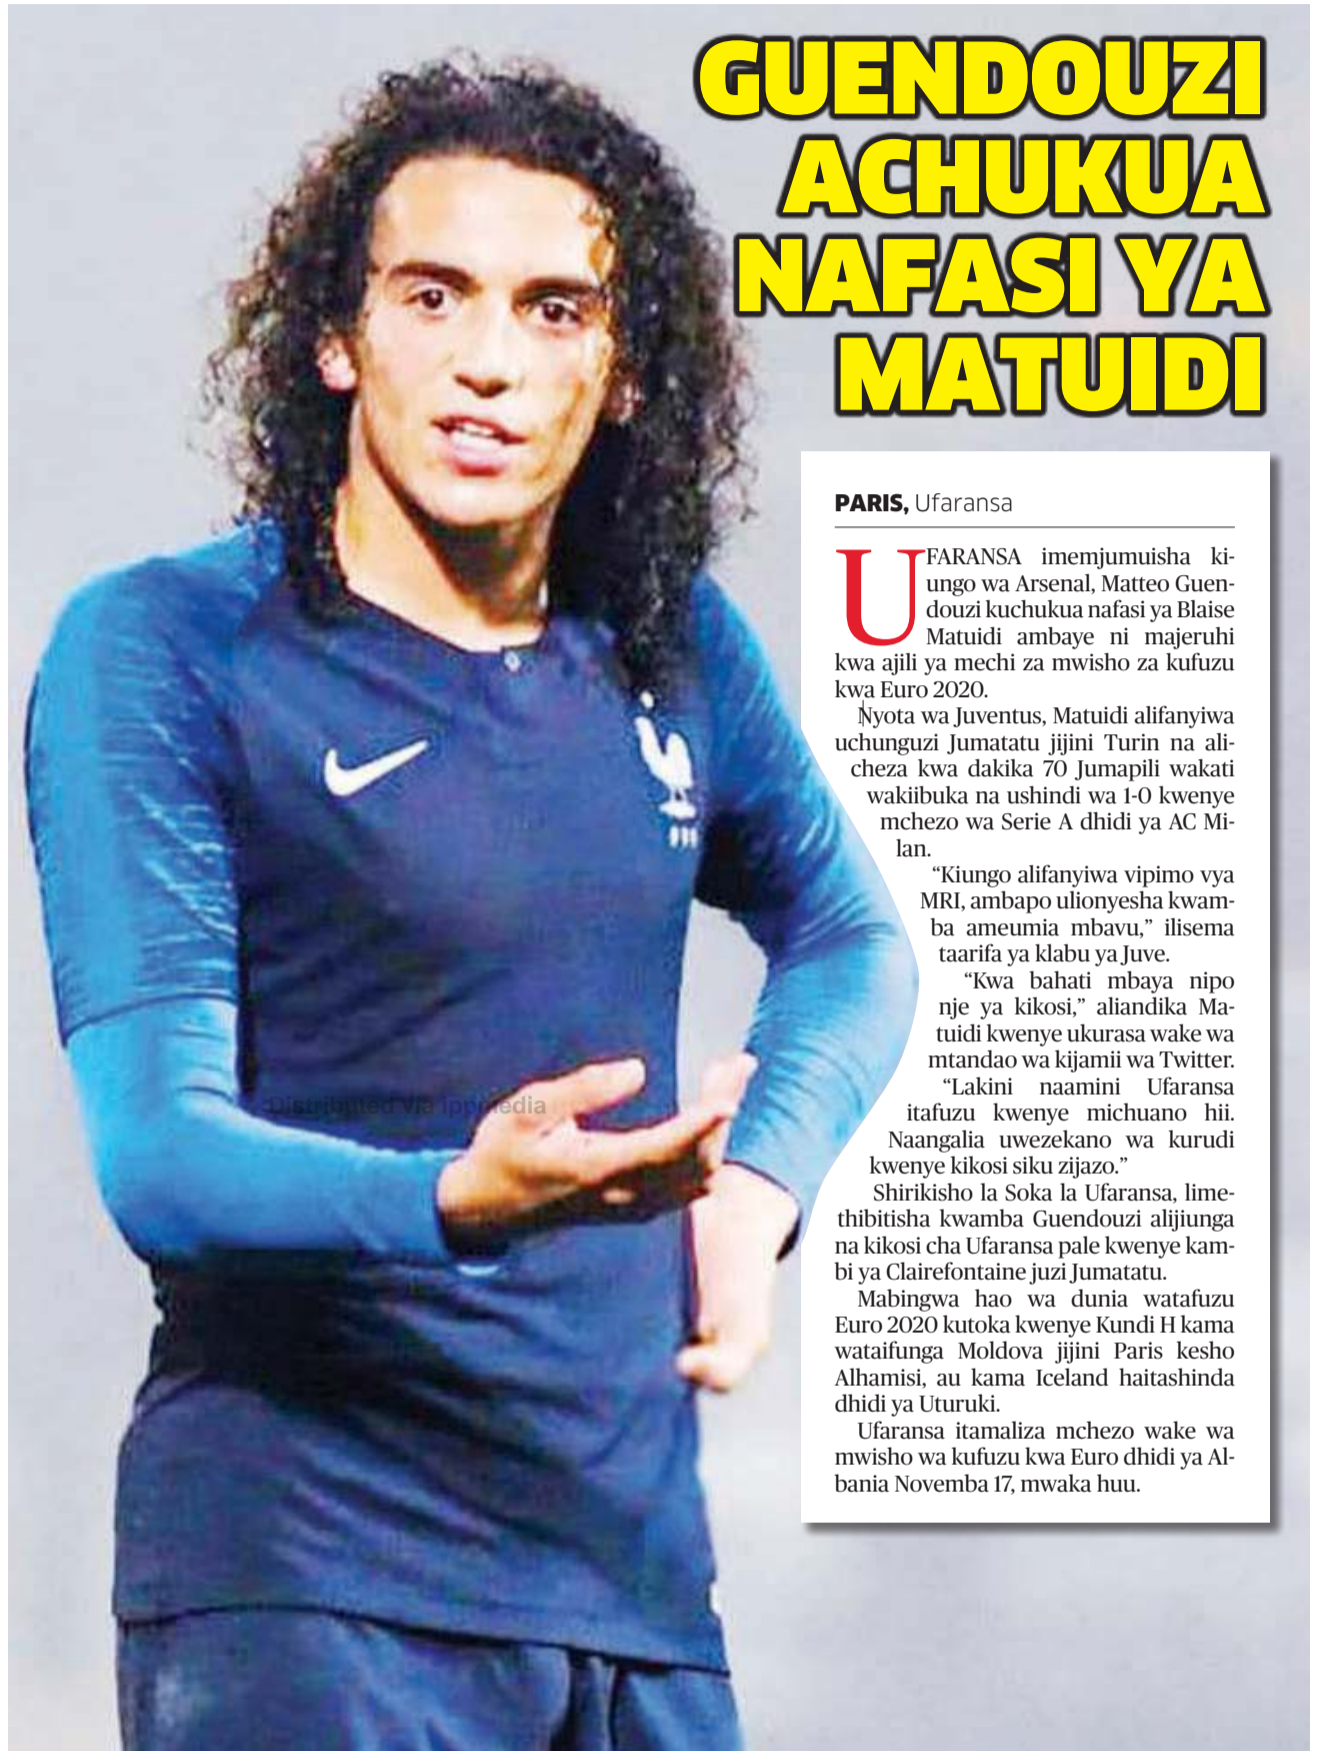 GUENDOUZI
ACHUKUA
NAFASI YA
MATUIDI
PARIS, Ufaransa
UFARANSA imemjumuisha ki-
ungo wa Arsenal, Matteo Guen-
douzi kuchukua nafasi ya Blaise
Matuidi ambaye ni majeruhi
kwa ajili ya mechi za mwisho za kufuzu
kwa Euro 2020.
Nyota wa Juventus, Matuidi alifanyiwa
uchunguzi Jumatatu jijini Turin na ali-
cheza kwa dakika 70 Jumapili wakati
wakiibuka na ushindi wa 1-0 kwenye
mchezo wa Serie A dhidi ya AC Mi-
lan.
“Kiungo alifanyiwa vipimo vya
MRI, ambapo ulionyesha kwam-
ba ameumia mbavu,” ilisema
taarifa ya klabu ya Juve.
“Kwa bahati mbaya nipo
nje ya kikosi,” aliandika Ma-
tuidi kwenye ukurasa wake wa
mtandao wa kijamii wa Twitter.
“Lakini naamini Ufaransa
itafuzu kwenye michuano hii.
Naangalia uwezekano wa kurudi
kwenye kikosi siku zijazo.”
Shirikisho la Soka la Ufaransa, lime-
thibitisha kwamba Guendouzi alijiunga
na kikosi cha Ufaransa pale kwenye kam-
bi ya Clairefontaine juzi Jumatatu.
Mabingwa hao wa dunia watafuzu
Euro 2020 kutoka kwenye Kundi H kama
wataifunga Moldova jijini Paris kesho
Alhamisi, au kama Iceland haitashinda
dhidi ya Uturuki.
Ufaransa itamaliza mchezo wake wa
mwisho wa kufuzu kwa Euro dhidi ya Al-
bania Novemba 17, mwaka huu.
Distributed via ippmedia